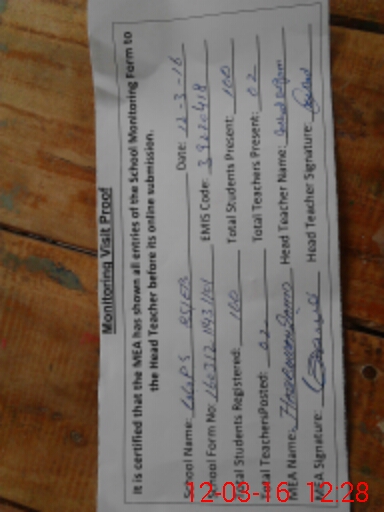 Monitoring Visit Proof
It is certified that the MEA has shown all entries of the School Monitoring Form to
the Head Teacher before its online submission.
School Name: GGPS Date: 12-3-16
School Form No: EMIS Code: 39220418
Total Students Registered: 100 Total Students Present: 100
Total TeachersPosted: 02 Total Teachers Present: 02
MEA Name: Head Teacher Name:
MEA Signature: Head Teacher Signature:
12-03-16 12:28